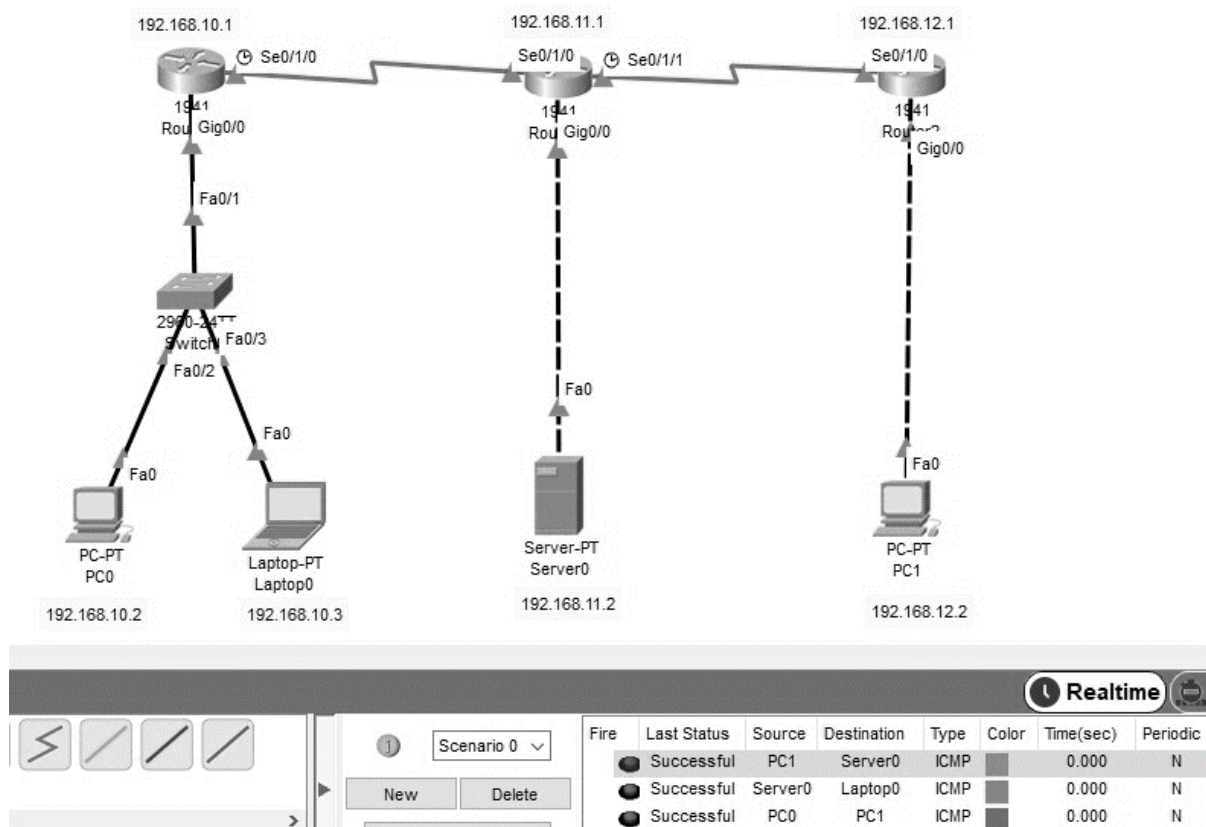 192.168.10.1
192.168.11.1
192.168.12.1
Se0/1/0
Se0/1/0
Se0/1/1
Se0/1/0
1941
Rou
Gig0/0
1941
Rou
Gig0/0
1941
Gig0/0
Fa0/1
Fa0/3
Fa0/2
Fa0
Fa0
Fa0
Fa0
PC-PT
PC0
Laptop-PT
Laptop0
Server-PT
Server0
PC-PT
PC1
192.168.10.2
192.168.10.3
192.168.11.2
192.168.12.2
Realtime
Scenario 0
New Delete
Fire Last Status Source Destination Type Color Time(sec) Periodic
Successful PC1 Server0 ICMP 0.000 N
Successful Server0 Laptop0 ICMP 0.000 N
Successful PC0 PC1 ICMP 0.000 N